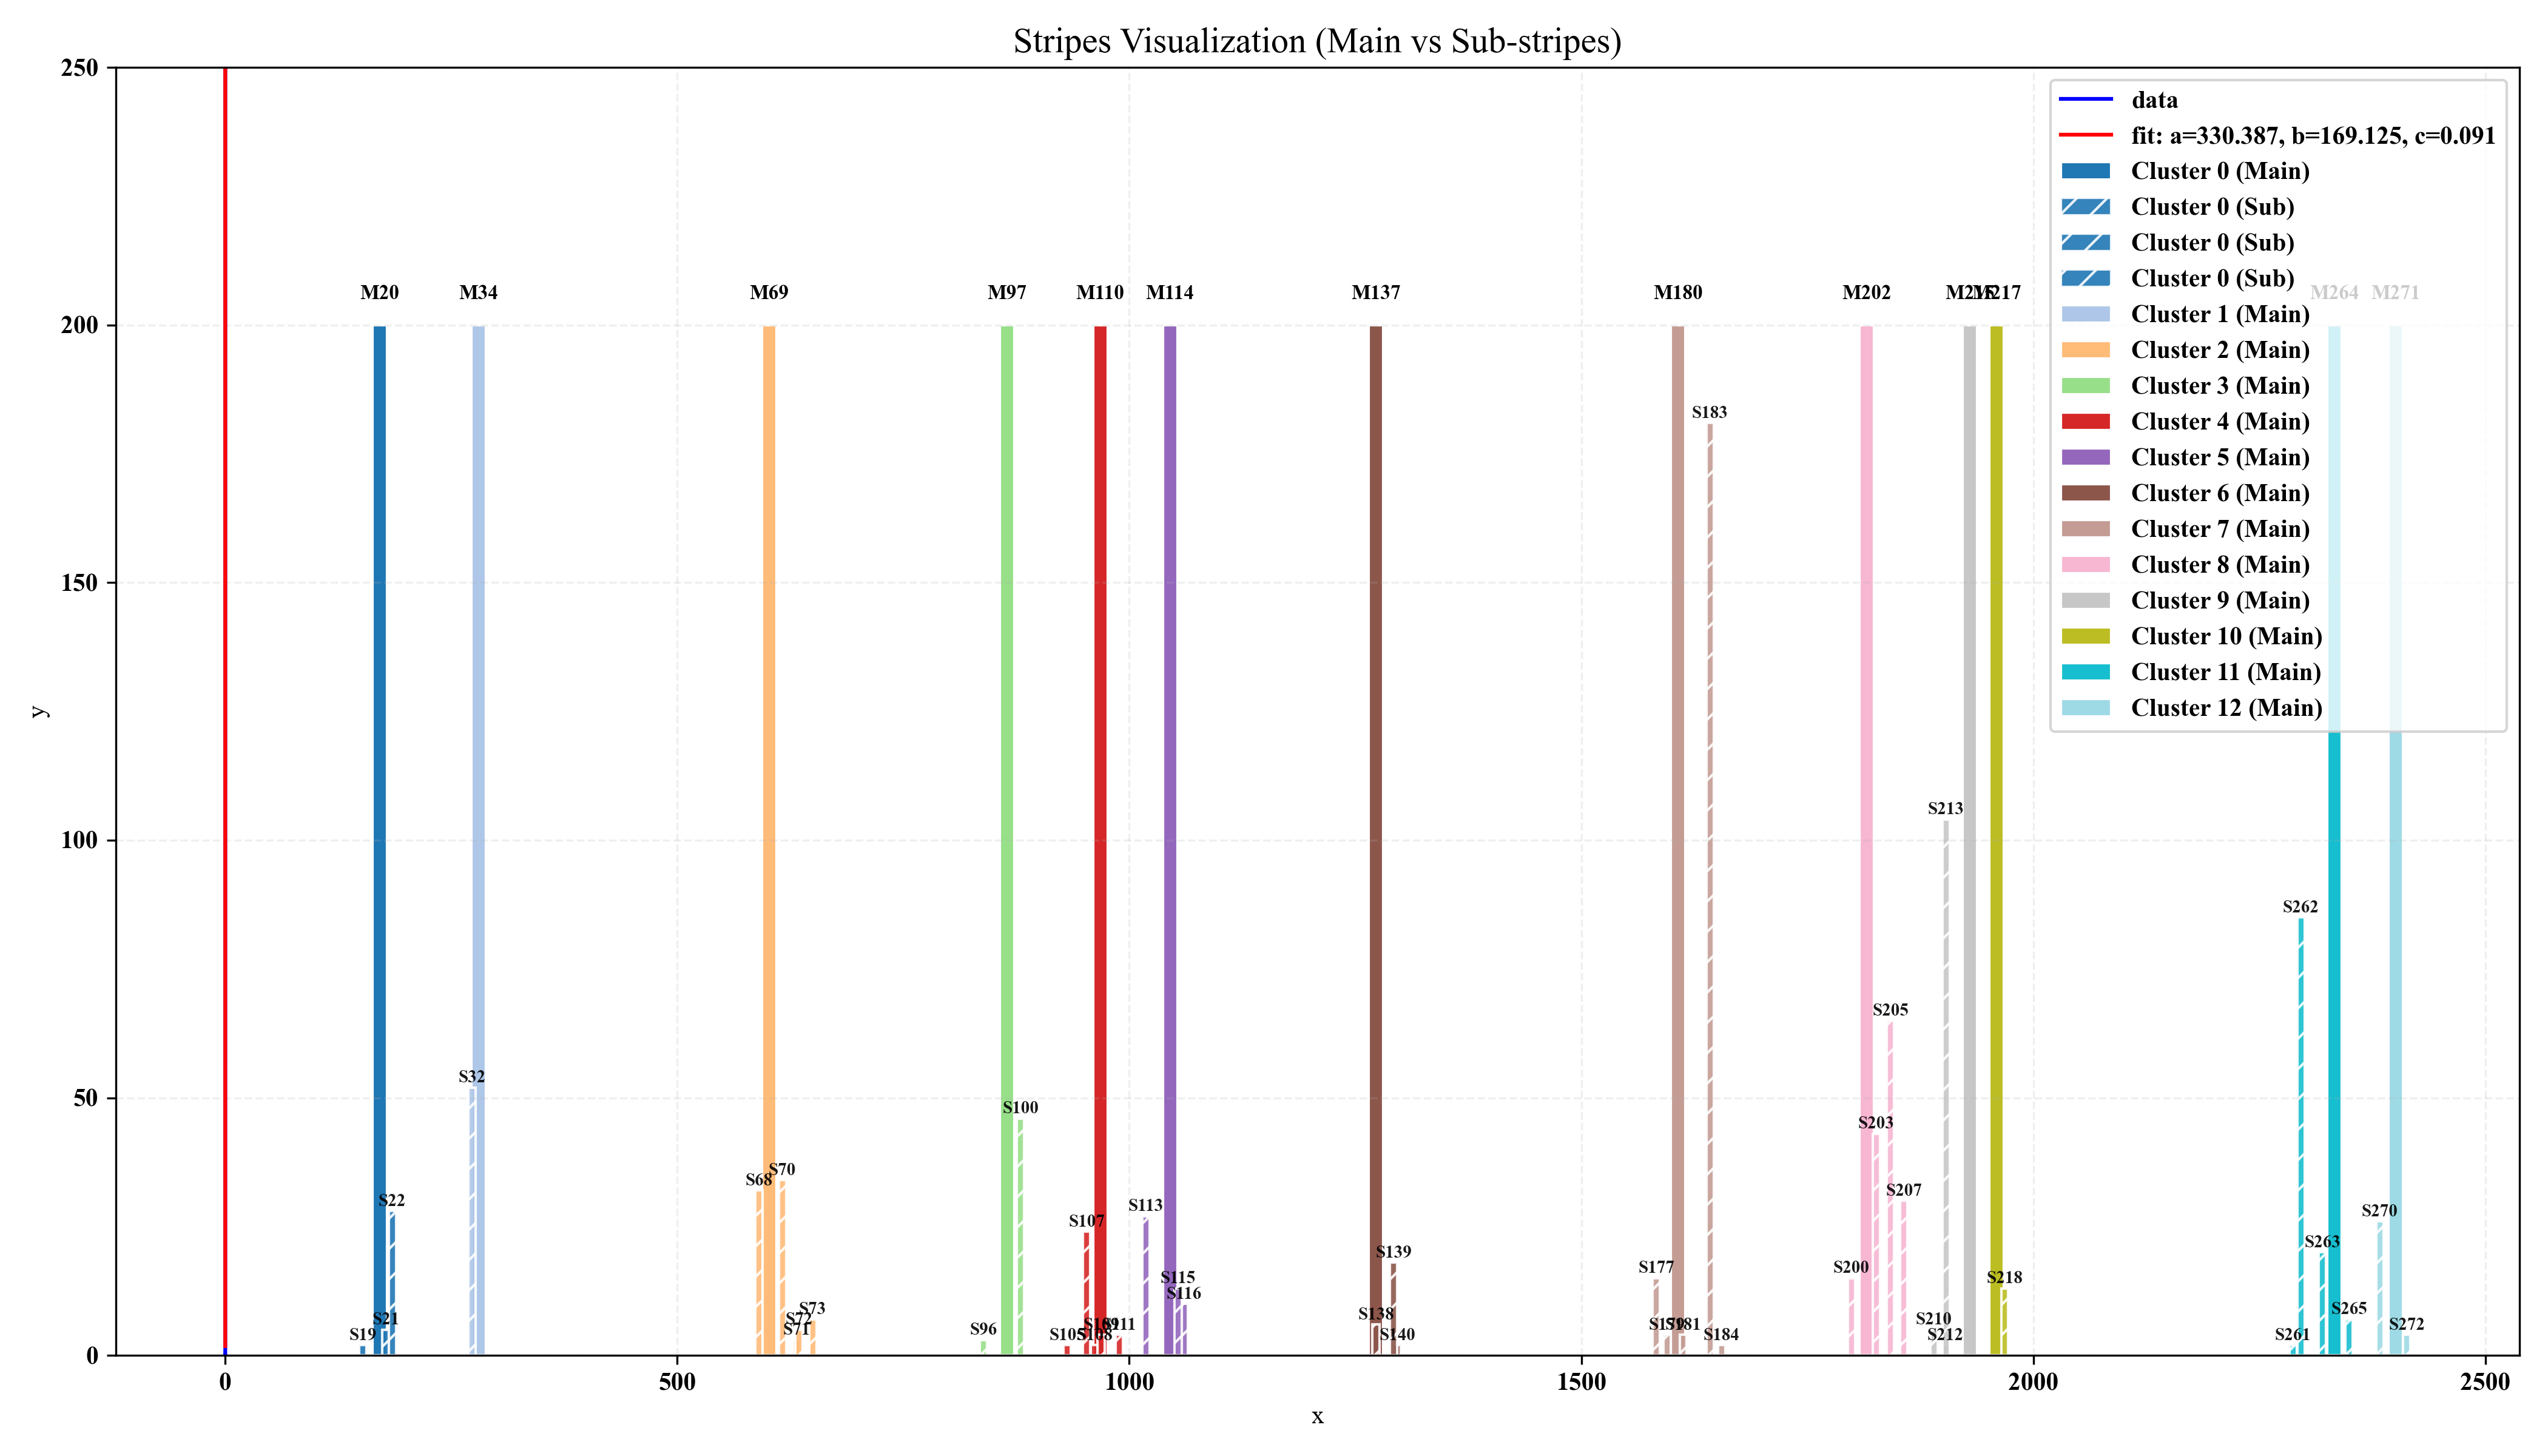 Stripes Visualization (Main vs Sub-stripes)
250
200
150
100
50
0
y
data
fit: a=330.387, b=169.125, c=0.091
Cluster 0 (Main)
Cluster 0 (Sub)
Cluster 0 (Sub)
Cluster 0 (Sub)
Cluster 1 (Main)
Cluster 2 (Main)
Cluster 3 (Main)
Cluster 4 (Main)
Cluster 5 (Main)
Cluster 6 (Main)
Cluster 7 (Main)
Cluster 8 (Main)
Cluster 9 (Main)
Cluster 10 (Main)
Cluster 11 (Main)
Cluster 12 (Main)
M20 M34 M69 M97 M110 M114 M137 M180 M202 M217 M264 M271
S183
S213
S262
S32
S205
S100
S203
S68 S70
S207
S22
S107
S113
S270
S139
S263
S177
S200
S115
S116
S218
S19
S21
S71
S72
S73
S96
S105
S108
S111
S138
S140
S181
S184
S210
S212
S261
S265
S272
0 500 1000 1500 2000 2500
x